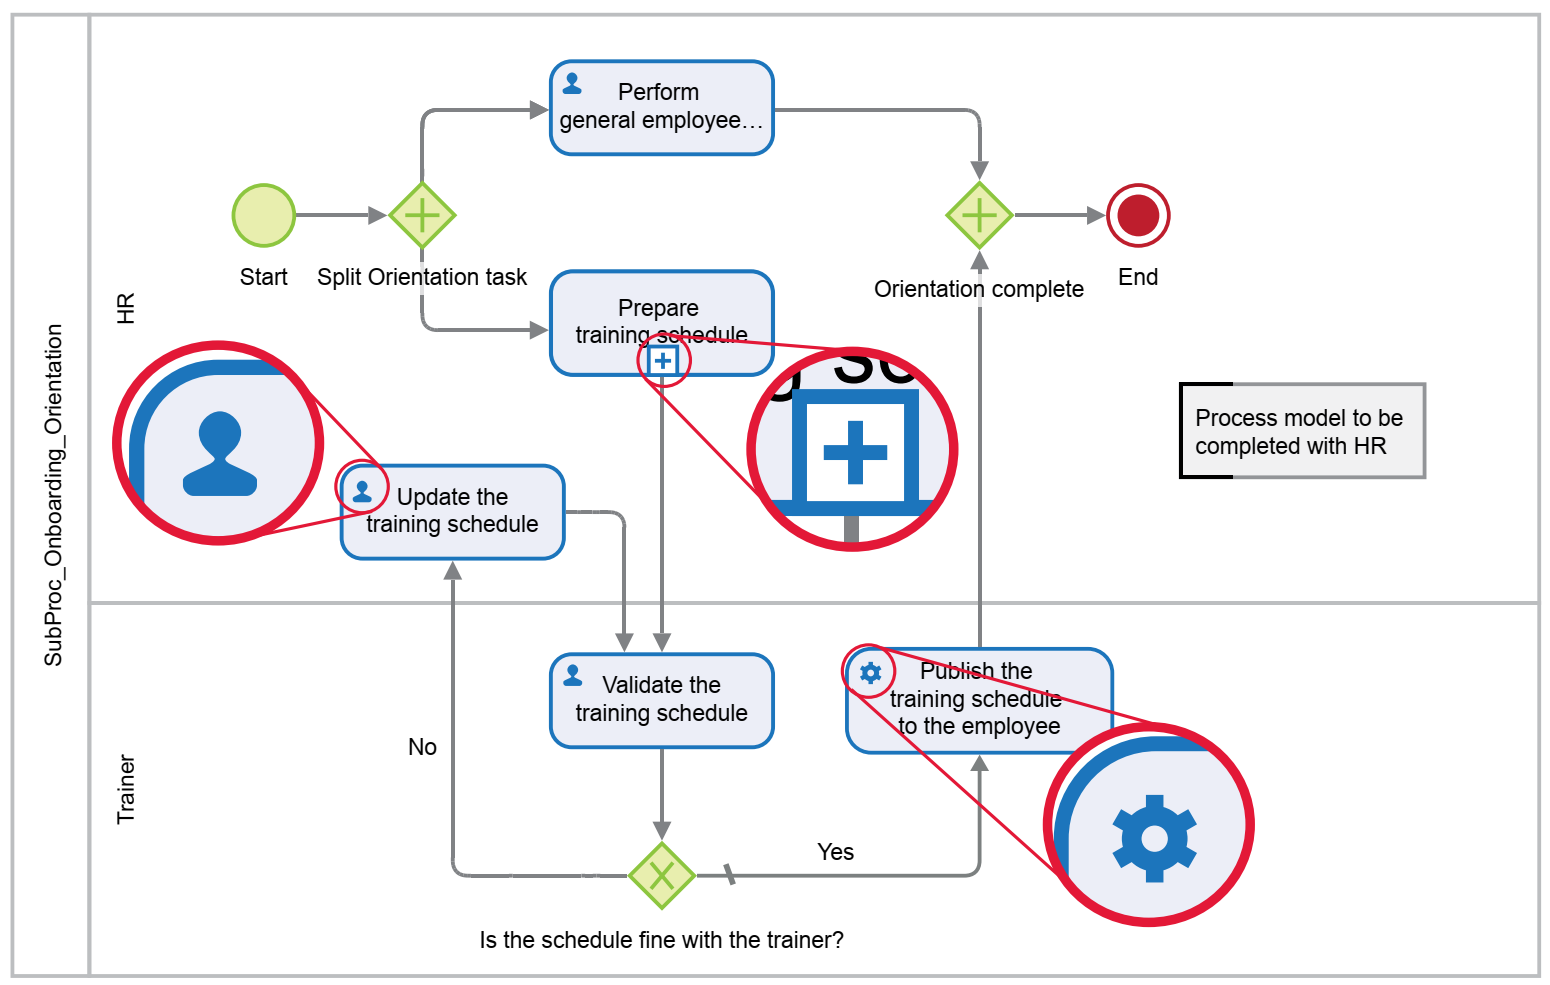 SubProc_Onboarding_Orientation
HR
Perform
general employee…
Start
Split Orientation task
Prepare
training schedule
Orientation complete
End
g sc
Process model to be
completed with HR
Update the
training schedule
Trainer
Validate the
training schedule
Publish the
training schedule
to the employee
No
Yes
Is the schedule fine with the trainer?